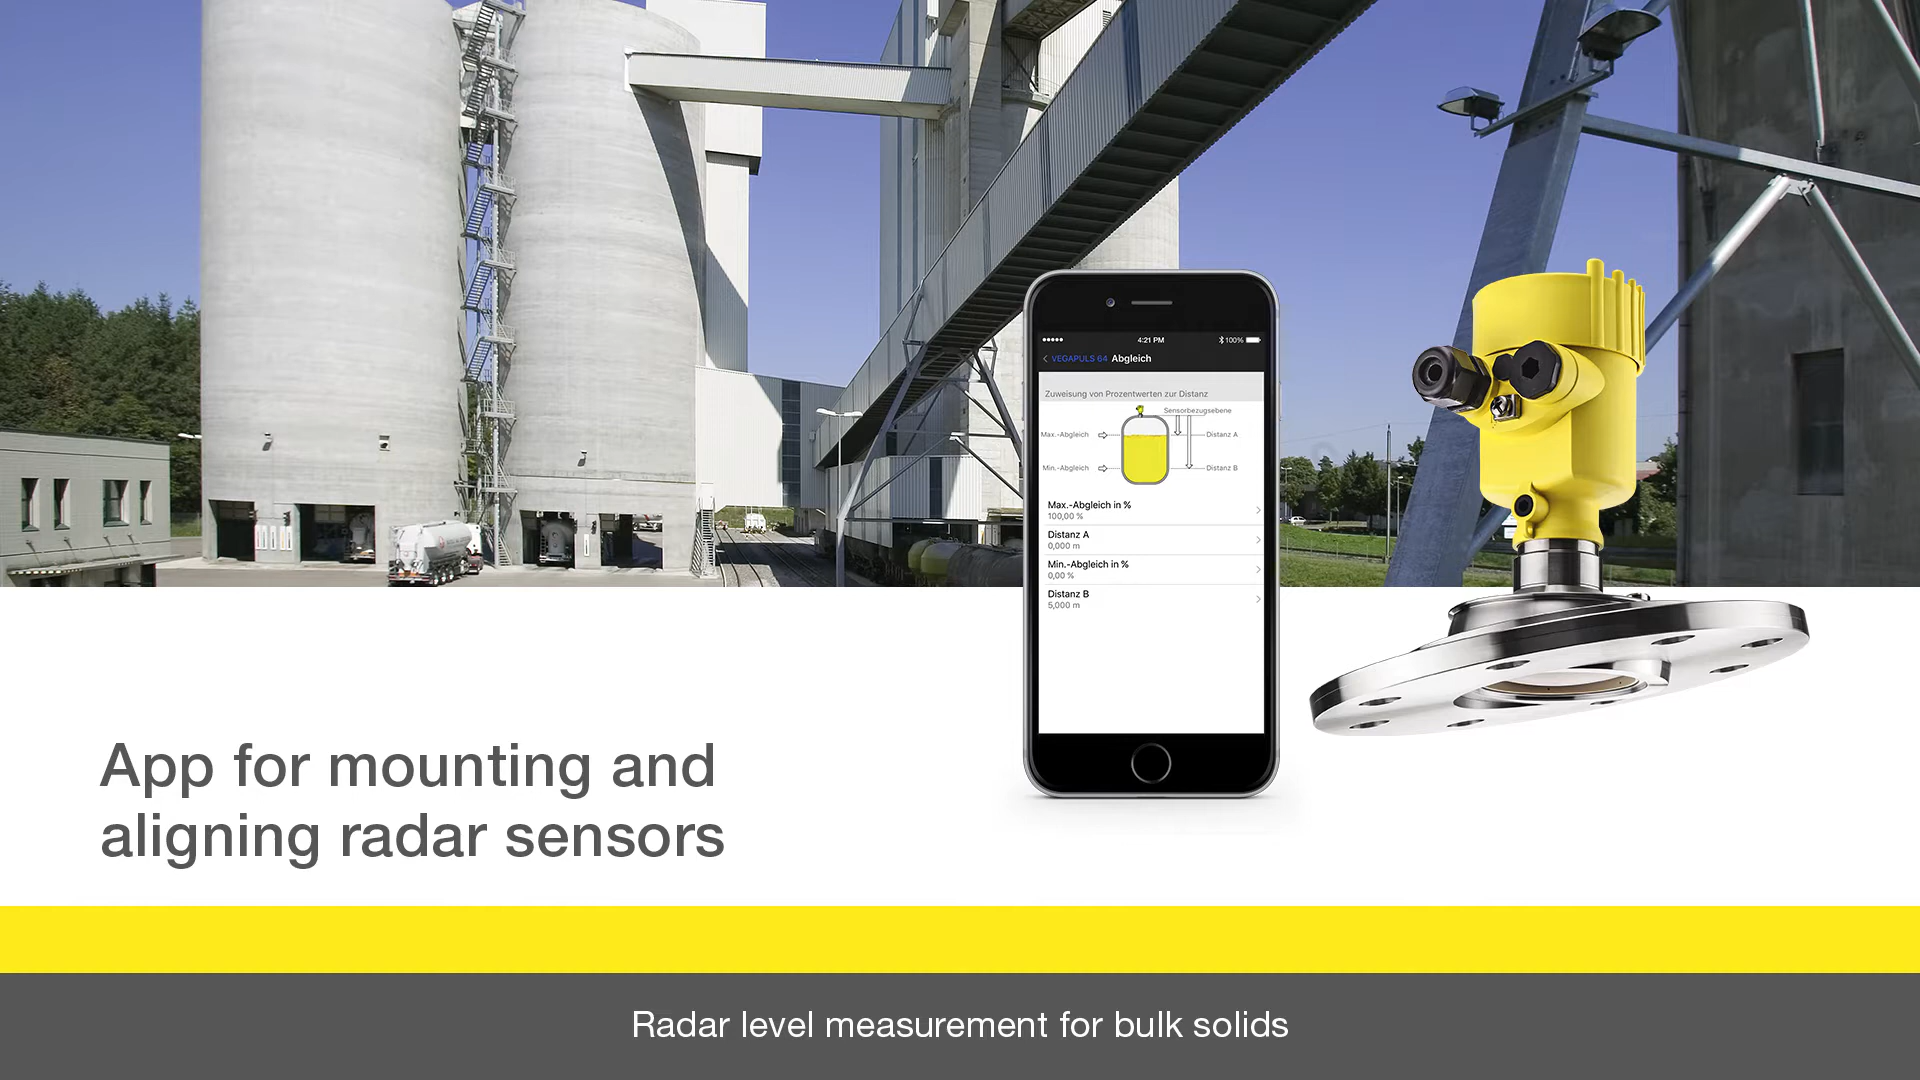 4:21 PM
100%
VEGAPULS 64 Abgleich
Zuweisung von Prozentwerten zur Distanz
Sensorbezugsebene
Max.-Abgleich
Distanz A
Min.-Abgleich
Distanz B
Max.-Abgleich in %
100,00 %
Distanz A
0,000 m
Min.-Abgleich in %
0,00 %
Distanz B
5,000 m
App for mounting and
aligning radar sensors
Radar level measurement for bulk solids